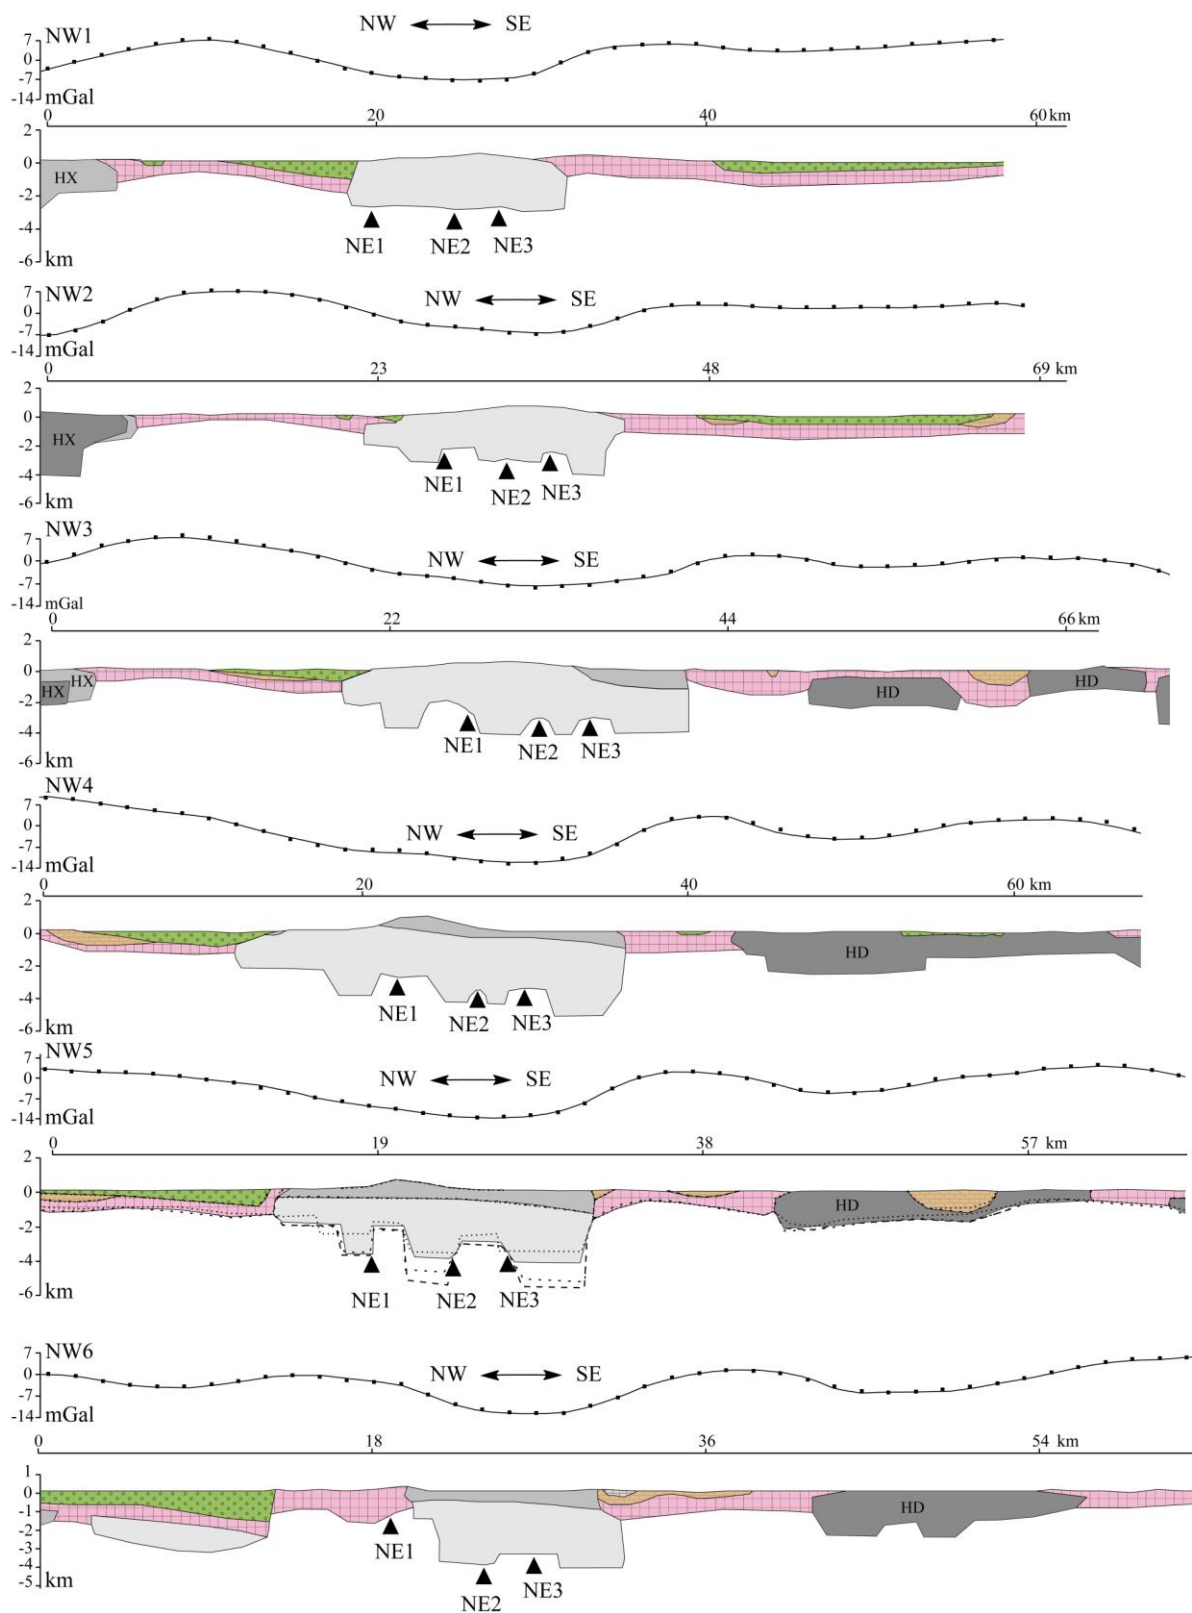 NW1 NW SE
7
0
-7
-14 mGal
0 20 40 60 km
2
0 HX
-2
-4 NE1 NE2 NE3
-6 km
NW2 NW SE
7
0
-7
-14 mGal
0 23 48 69 km
2
0
HX
-2
-4 NE1 NE2 NE3
-6 km
NW3 NW SE
7
0
-7
-14 mGal
0 22 44 66 km
2
0 HX
HX HD HD
-2
-4 NE1 NE2 NE3
-6 km
NW4
7 NW SE
0
-7
-14 mGal
0 20 40 60 km
2
0 HD
-2
-4 NE1 NE2 NE3
-6 km
NW5
7 NW SE
0
-7
-14 mGal
0 19 38 57 km
2
0 HD
-2
-4 NE1 NE2 NE3
-6 km
NW6
7 NW SE
0
-7
-14 mGal
0 18 36 54 km
1
0 HD
-1
-2
-3 NE1
-4 NE3
-5 km NE2